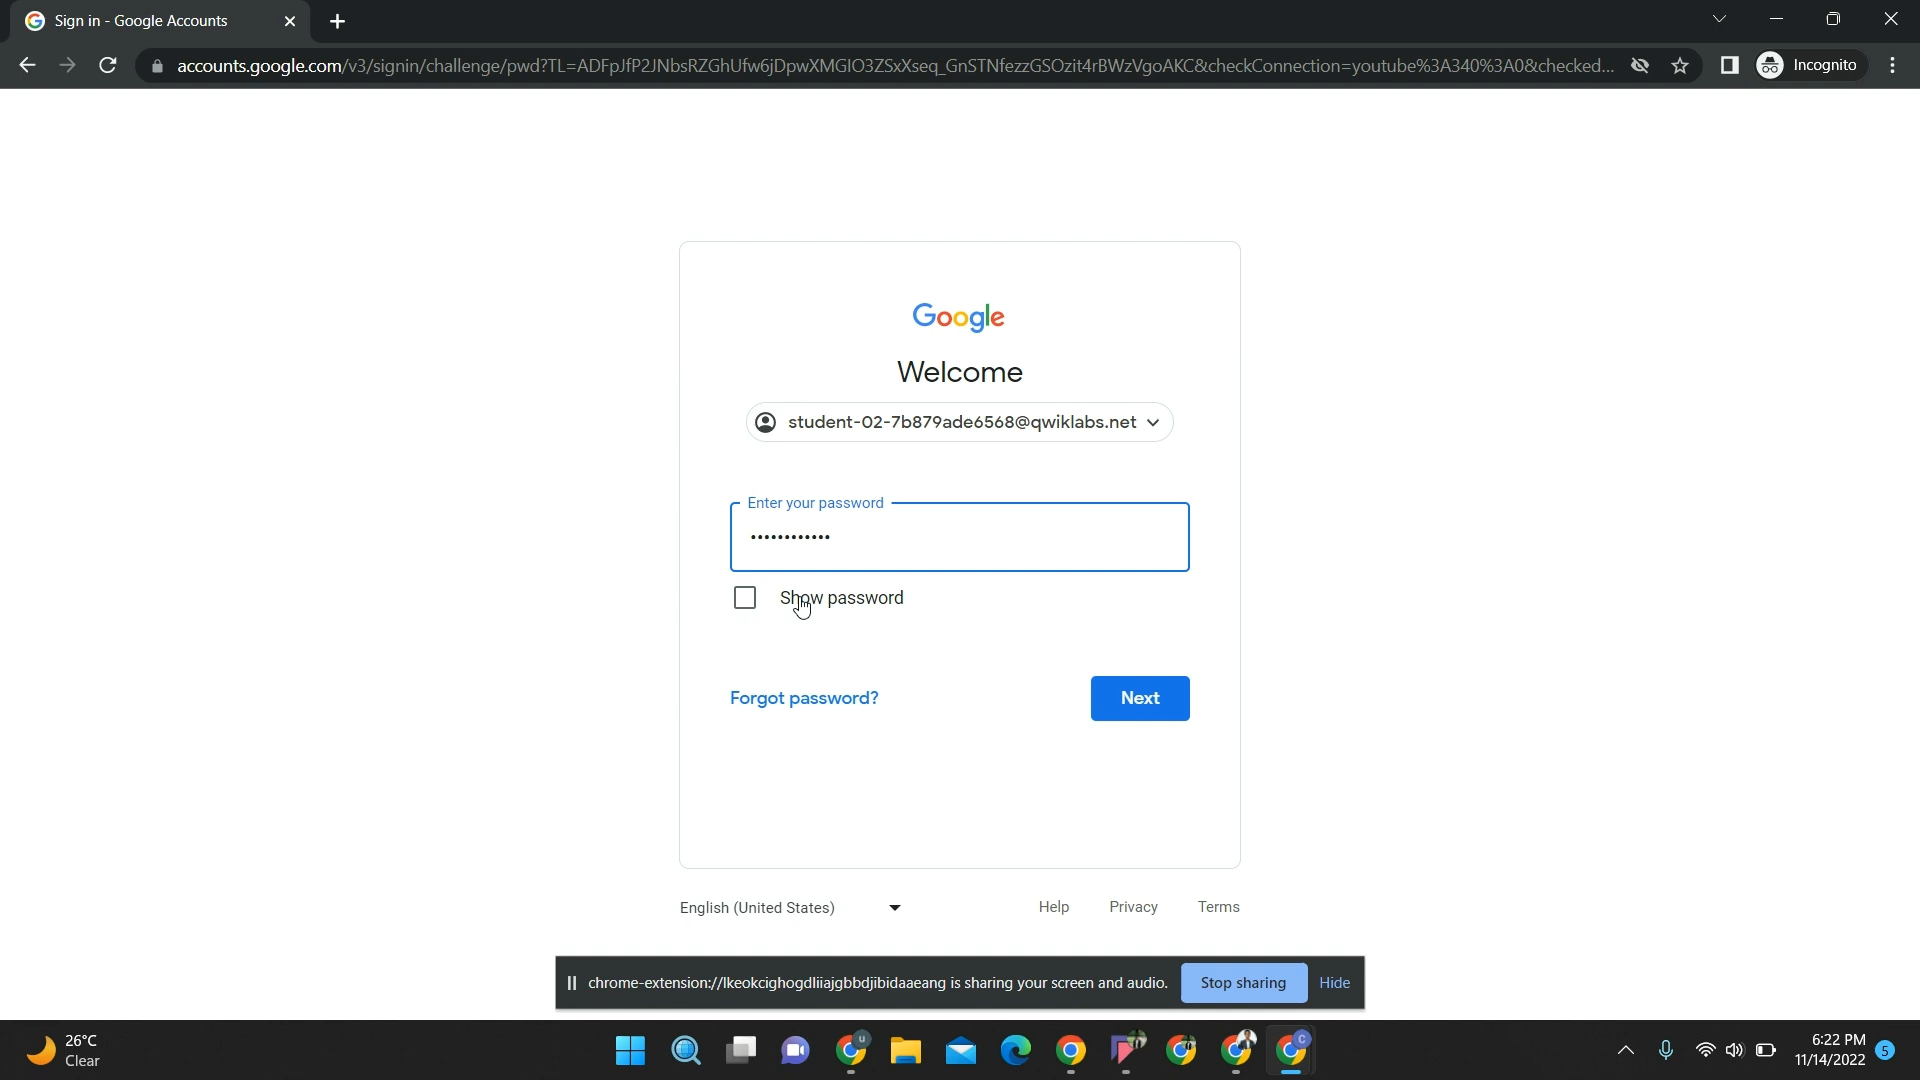 Sign in - Google Accounts
accounts.google.com/v3/signin/challenge/pwd?TL=ADFpJfP2JNbsRZGhUfw6jDpwXMGIO3ZSxXseq_GnSTNfezzGSOzit4rBWzVgoAKC&checkConnection=youtube%3A340%3A0&checked...
Incognito
Google
Welcome
student-02-7b879ade6568@qwiklabs.net
Enter your password
••••••••••••
Show password
Forgot password?
Next
English (United States)
Help Privacy Terms
chrome-extension://lkeokcighogdliiajgbbdjibidaaeang is sharing your screen and audio.
Stop sharing
Hide
26°C
Clear
u
C
6:22 PM
11/14/2022
5